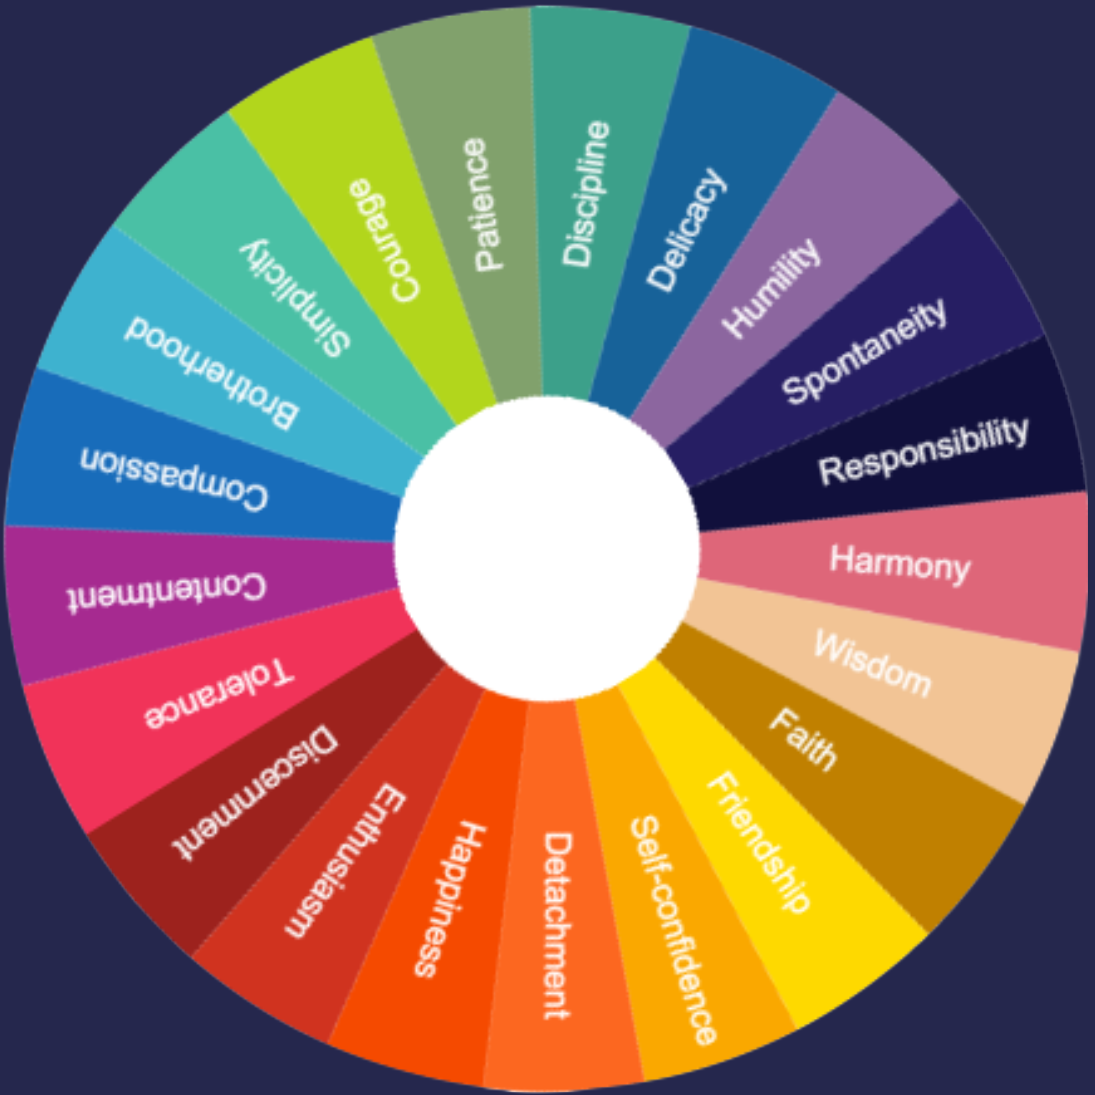 Discipline
Delicacy
Humility
Spontaneity
Responsibility
Harmony
Wisdom
Faith
Friendship
Self-confidence
Detachment
Happiness
Enthusiasm
Discernment
Tolerance
Contentment
Compassion
Brotherhood
Simplicity
Courage
Patience